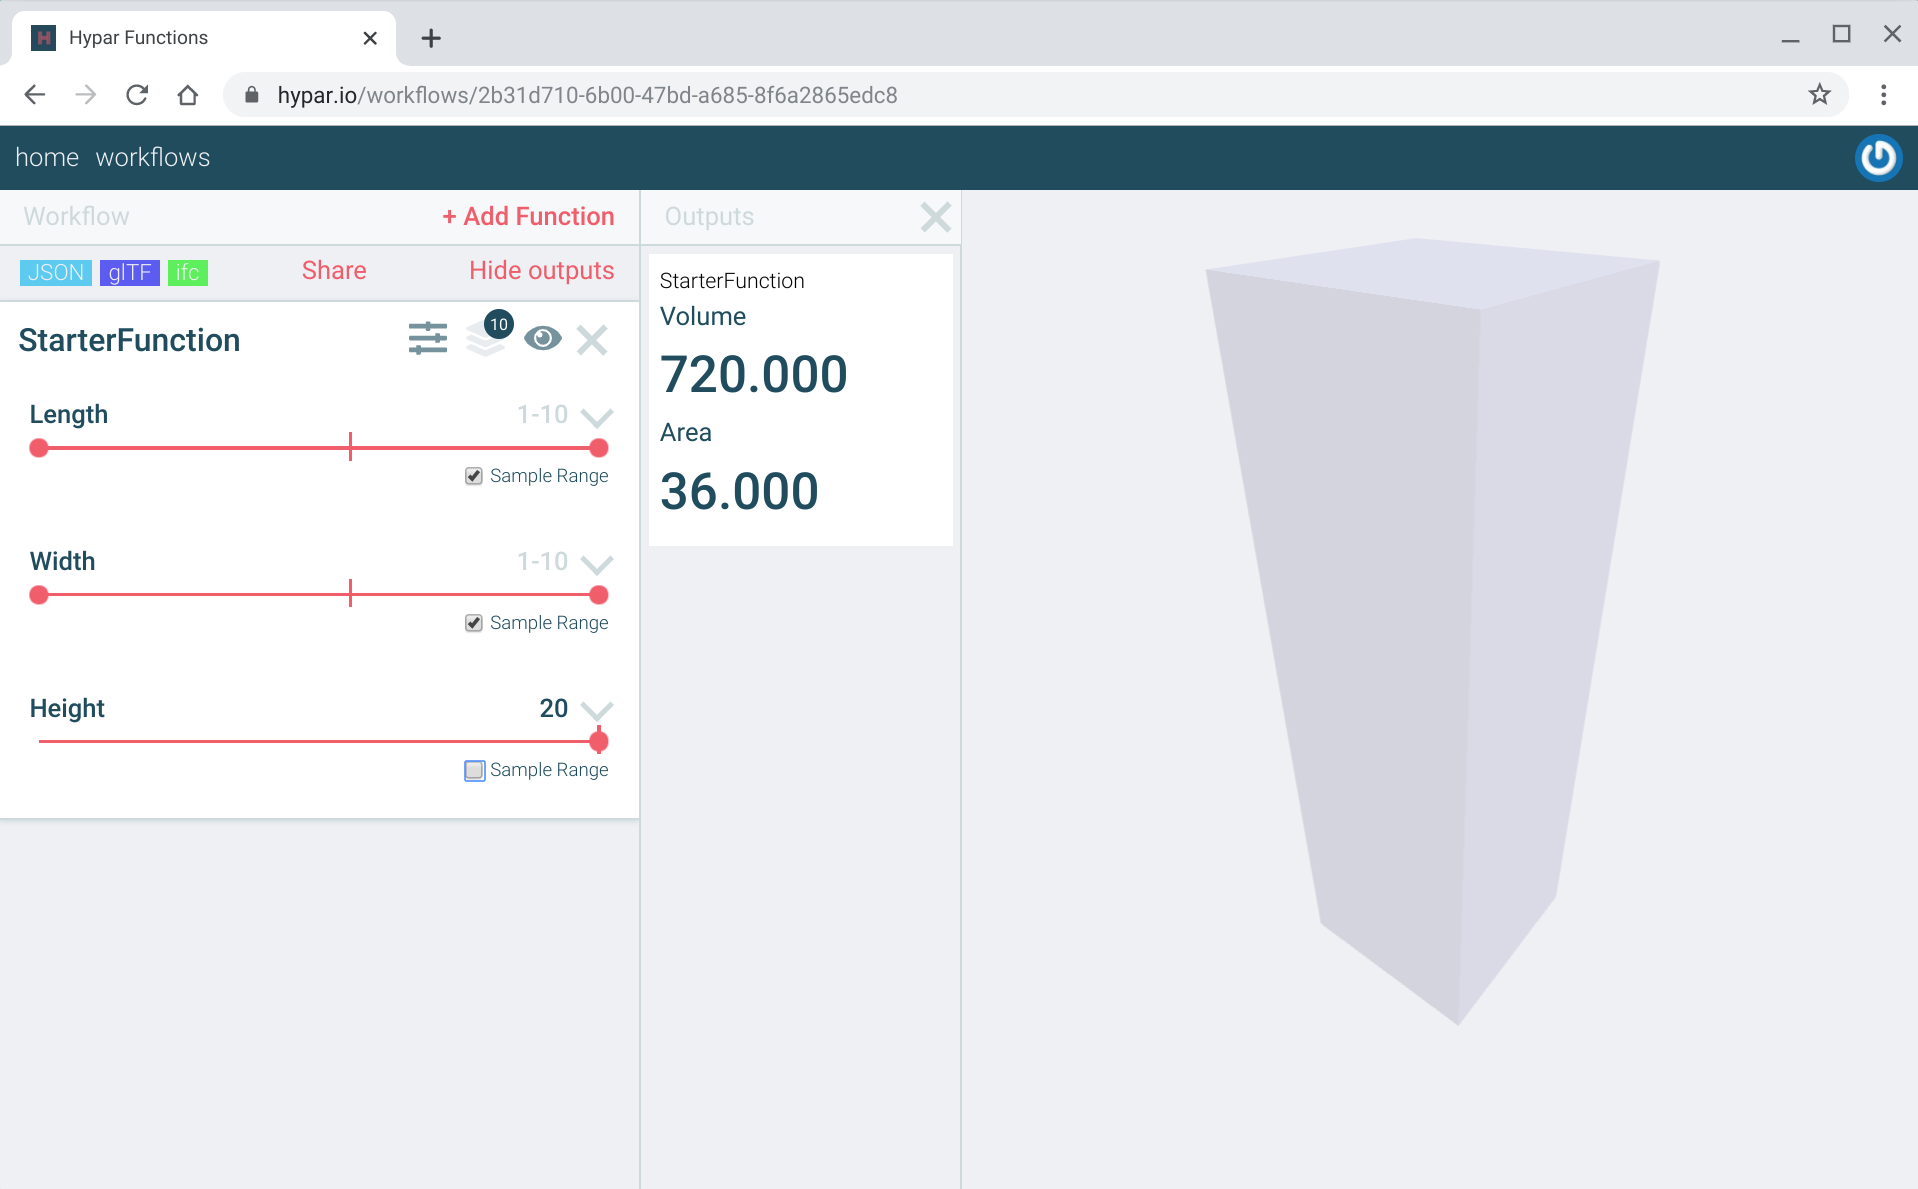 Hypar Functions
hypar.io/workflows/2b31d710-6b00-47bd-a685-8f6a2865edc8
home workflows
Workflow + Add Function
JSON glTF ifc Share Hide outputs
StarterFunction 10
Length 1-10
Sample Range
Width 1-10
Sample Range
Height 20
Sample Range
Outputs
StarterFunction
Volume
720.000
Area
36.000